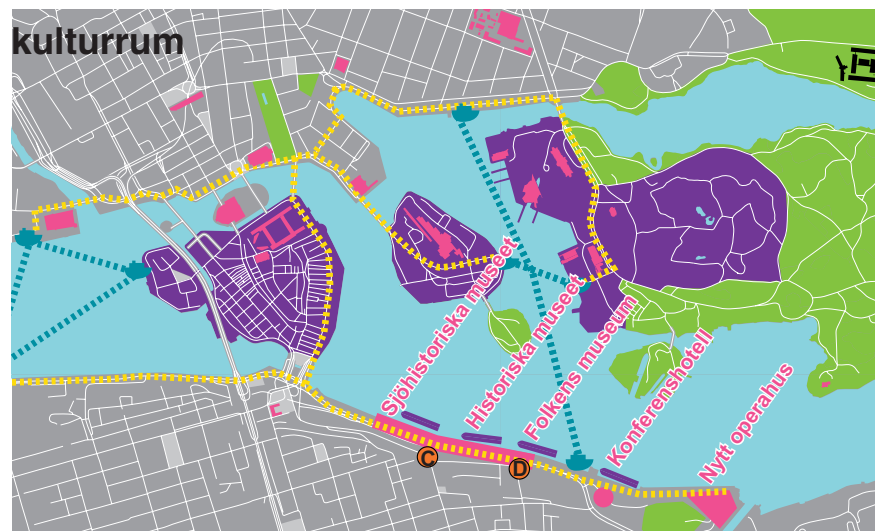 kulturrum
Sjöhistoriska museet
Historiska museet
Folkens museum
Konferenshotell
Nytt operahus
C
D